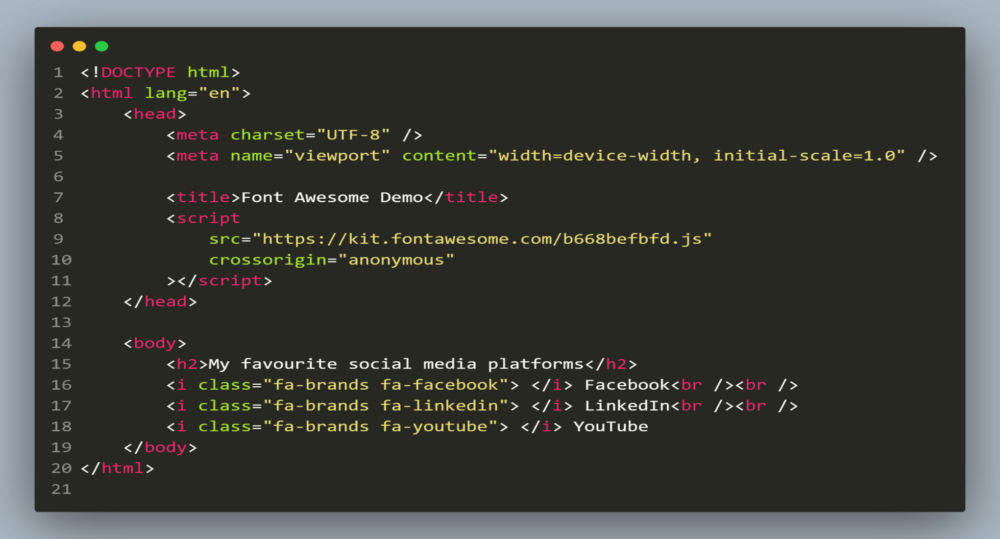 1 <!DOCTYPE html>
2 <html lang="en">
3     <head>
4         <meta charset="UTF-8" />
5         <meta name="viewport" content="width=device-width, initial-scale=1.0" />
6
7         <title>Font Awesome Demo</title>
8         <script
9             src="https://kit.fontawesome.com/b668befbfd.js"
10             crossorigin="anonymous"
11         ></script>
12     </head>
13
14     <body>
15         <h2>My favourite social media platforms</h2>
16         <i class="fa-brands fa-facebook"> </i> Facebook<br /><br />
17         <i class="fa-brands fa-linkedin"> </i> LinkedIn<br /><br />
18         <i class="fa-brands fa-youtube"> </i> YouTube
19     </body>
20 </html>
21